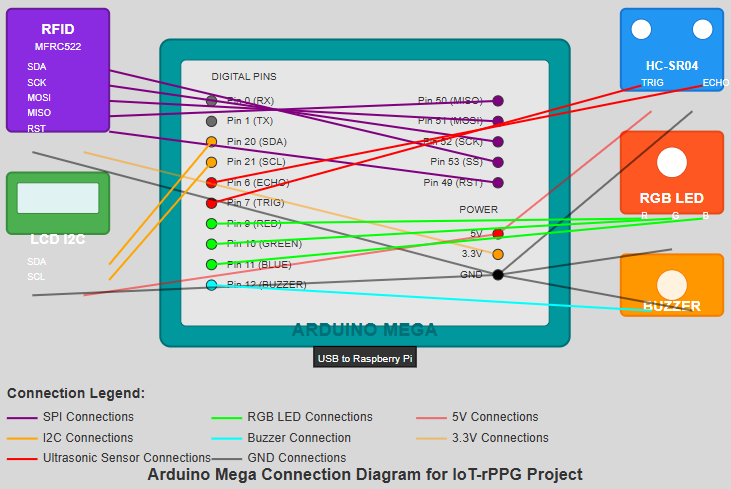 RFID
MFRC522
SDA
SCK
MOSI
MISO
RST
LCD I2C
SDA
SCL
DIGITAL PINS
Pin 0 (RX)
Pin 1 (TX)
Pin 20 (SDA)
Pin 21 (SCL)
Pin 6 (ECHO)
Pin 7 (TRIG)
Pin 9 (RED)
Pin 10 (GREEN)
Pin 11 (BLUE)
Pin 12 (BUZZER)
Pin 50 (MISO)
Pin 51 (MOSI)
Pin 52 (SCK)
Pin 53 (SS)
Pin 49 (RST)
POWER
5V
3.3V
GND
ARDUINO MEGA
USB to Raspberry Pi
HC-SR04
TRIG ECHO
RGB LED
R G B
BUZZER
Connection Legend:
SPI Connections
I2C Connections
Ultrasonic Sensor Connections
RGB LED Connections
Buzzer Connection
GND Connections
5V Connections
3.3V Connections
Arduino Mega Connection Diagram for IoT-rPPG Project